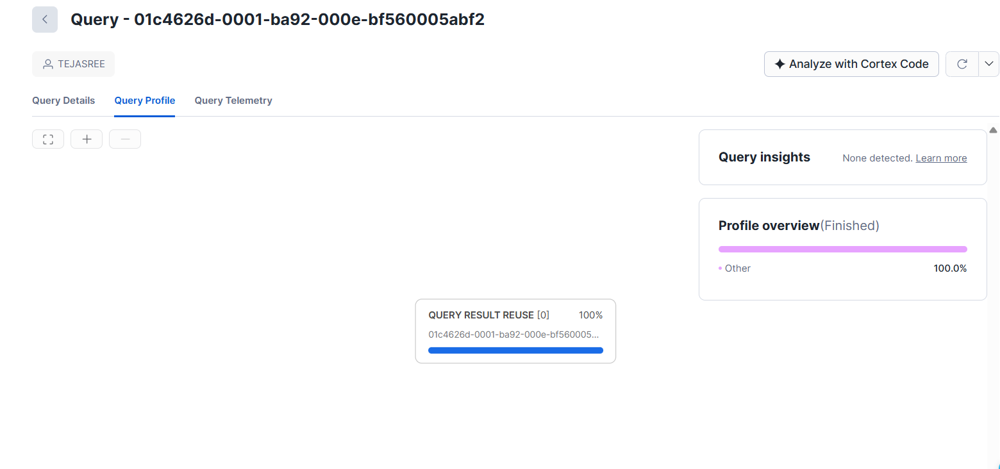 Query - 01c4626d-0001-ba92-000e-bf560005abf2
TEJASREE
Analyze with Cortex Code
Query Details Query Profile Query Telemetry
Query insights None detected. Learn more
Profile overview(Finished)
Other 100.0%
QUERY RESULT REUSE [0] 100%
01c4626d-0001-ba92-000e-bf560005...